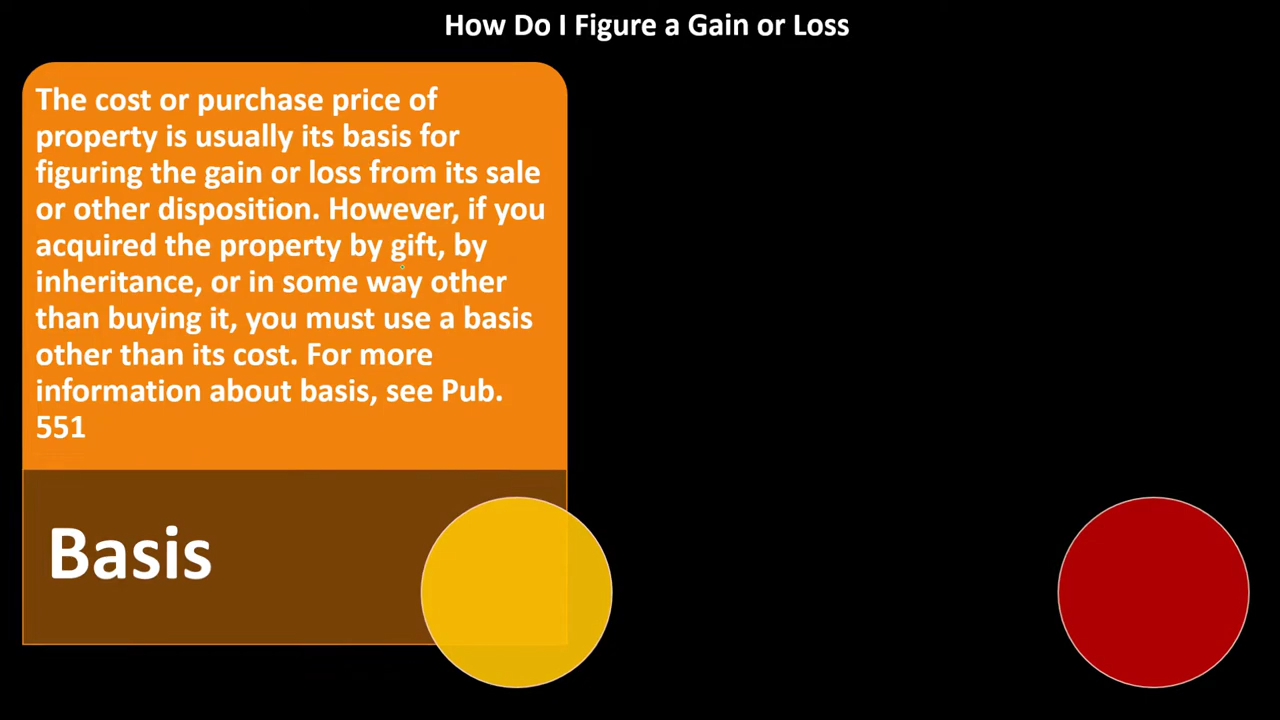 How Do I Figure a Gain or Loss
The cost or purchase price of
property is usually its basis for
figuring the gain or loss from its sale
or other disposition. However, if you
acquired the property by gift, by
inheritance, or in some way other
than buying it, you must use a basis
other than its cost. For more
information about basis, see Pub.
551
Basis